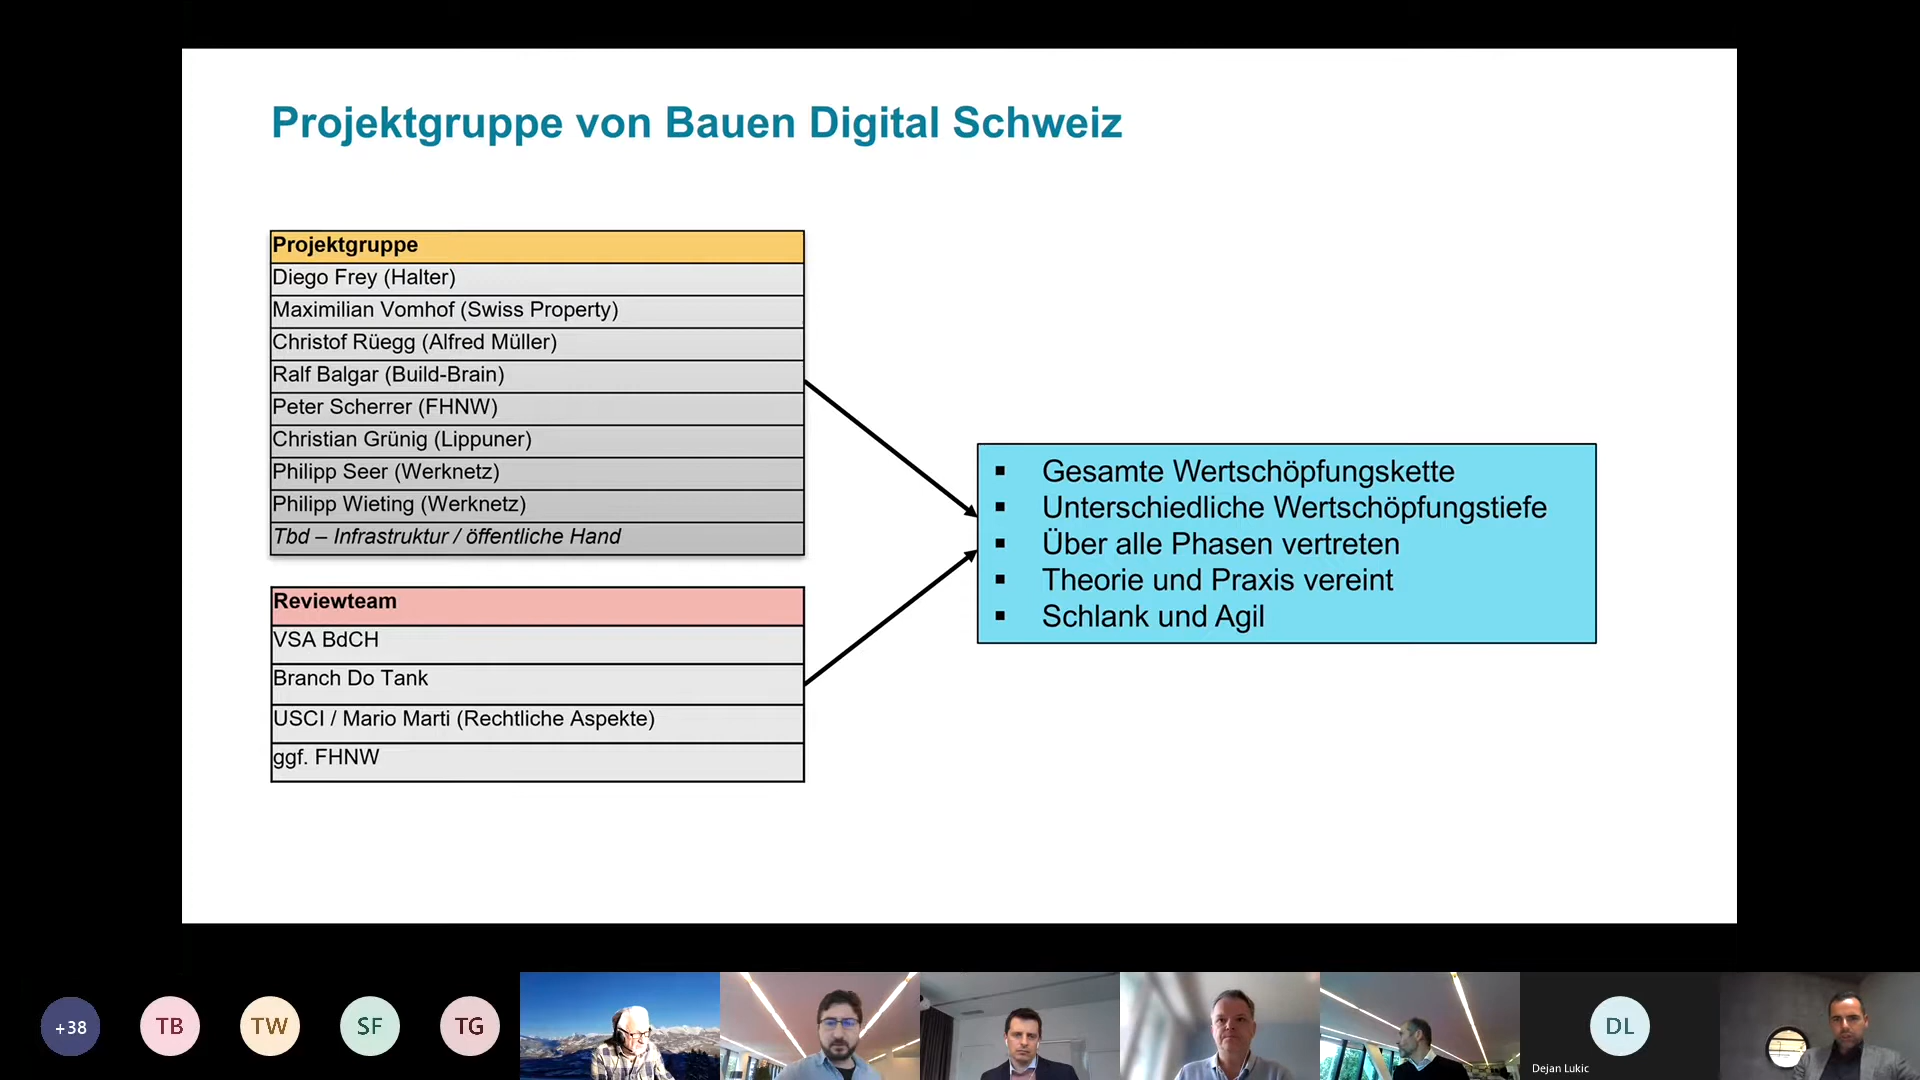 Projektgruppe von Bauen Digital Schweiz
Projektgruppe
Diego Frey (Halter)
Maximilian Vomhof (Swiss Property)
Christof Rüegg (Alfred Müller)
Ralf Balgar (Build-Brain)
Peter Scherrer (FHNW)
Christian Grünig (Lippuner)
Philipp Seer (Werknetz)
Philipp Wieting (Werknetz)
Tbd – Infrastruktur / öffentliche Hand
Reviewteam
VSA BdCH
Branch Do Tank
USCI / Mario Marti (Rechtliche Aspekte)
ggf. FHNW
▪ Gesamte Wertschöpfungskette
▪ Unterschiedliche Wertschöpfungstiefe
▪ Über alle Phasen vertreten
▪ Theorie und Praxis vereint
▪ Schlank und Agil
+38
TB
TW
SF
TG
DL
Dejan Lukic